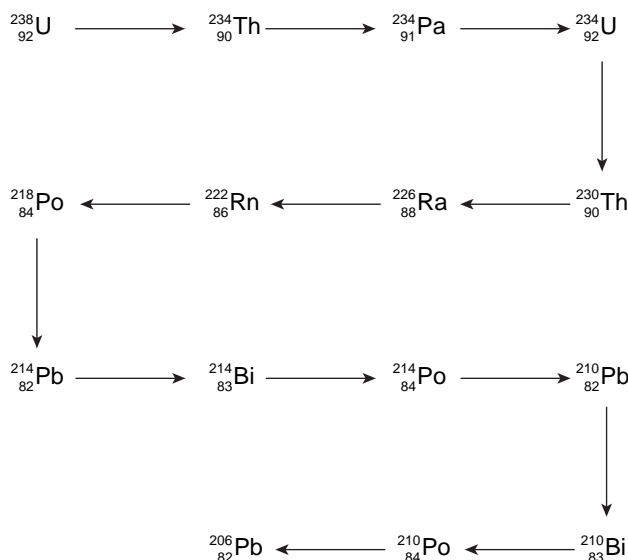 ²³⁸₉₂U → ²³⁴₉₀Th → ²³⁴₉₁Pa → ²³⁴₉₂U
²¹⁸₈₄Po ← ²²²₈₆Rn ← ²²⁶₈₈Ra ← ²³⁰₉₀Th
²¹⁴₈₂Pb → ²¹⁴₈₃Bi → ²¹⁴₈₄Po → ²¹⁰₈₂Pb
²⁰⁶₈₂Pb ← ²¹⁰₈₄Po ← ²¹⁰₈₃Bi